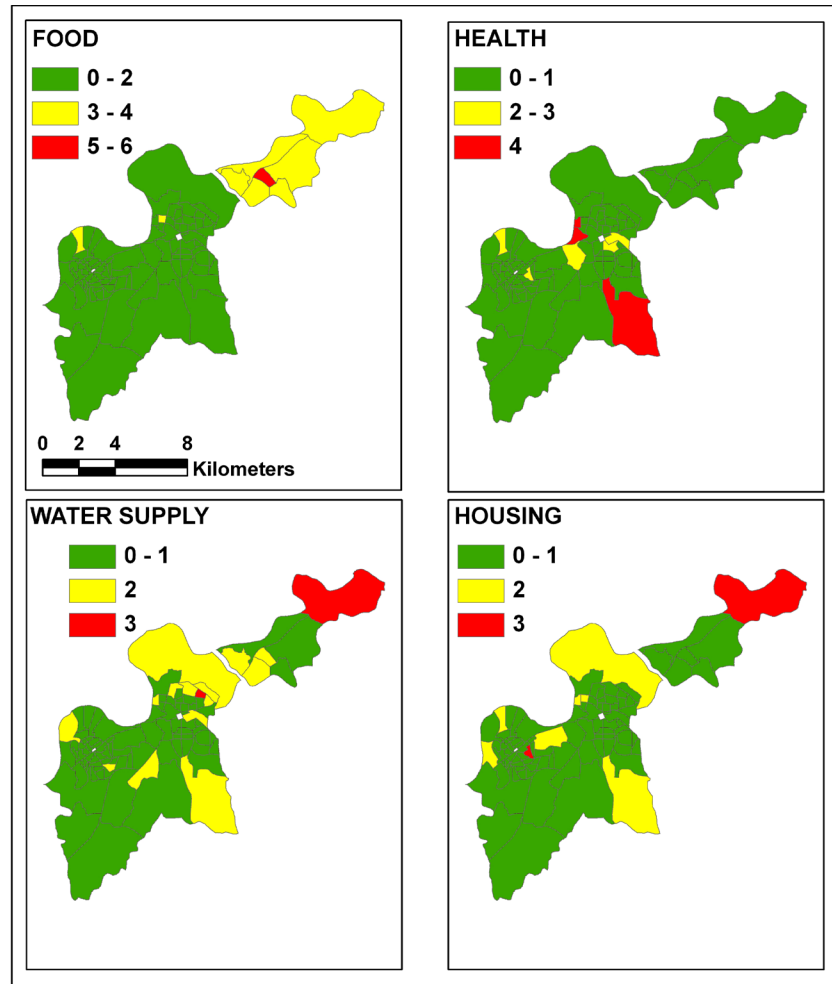 FOOD
0 - 2
3 - 4
5 - 6
0 2 4 8
Kilometers
HEALTH
0 - 1
2 - 3
4
WATER SUPPLY
0 - 1
2
3
HOUSING
0 - 1
2
3